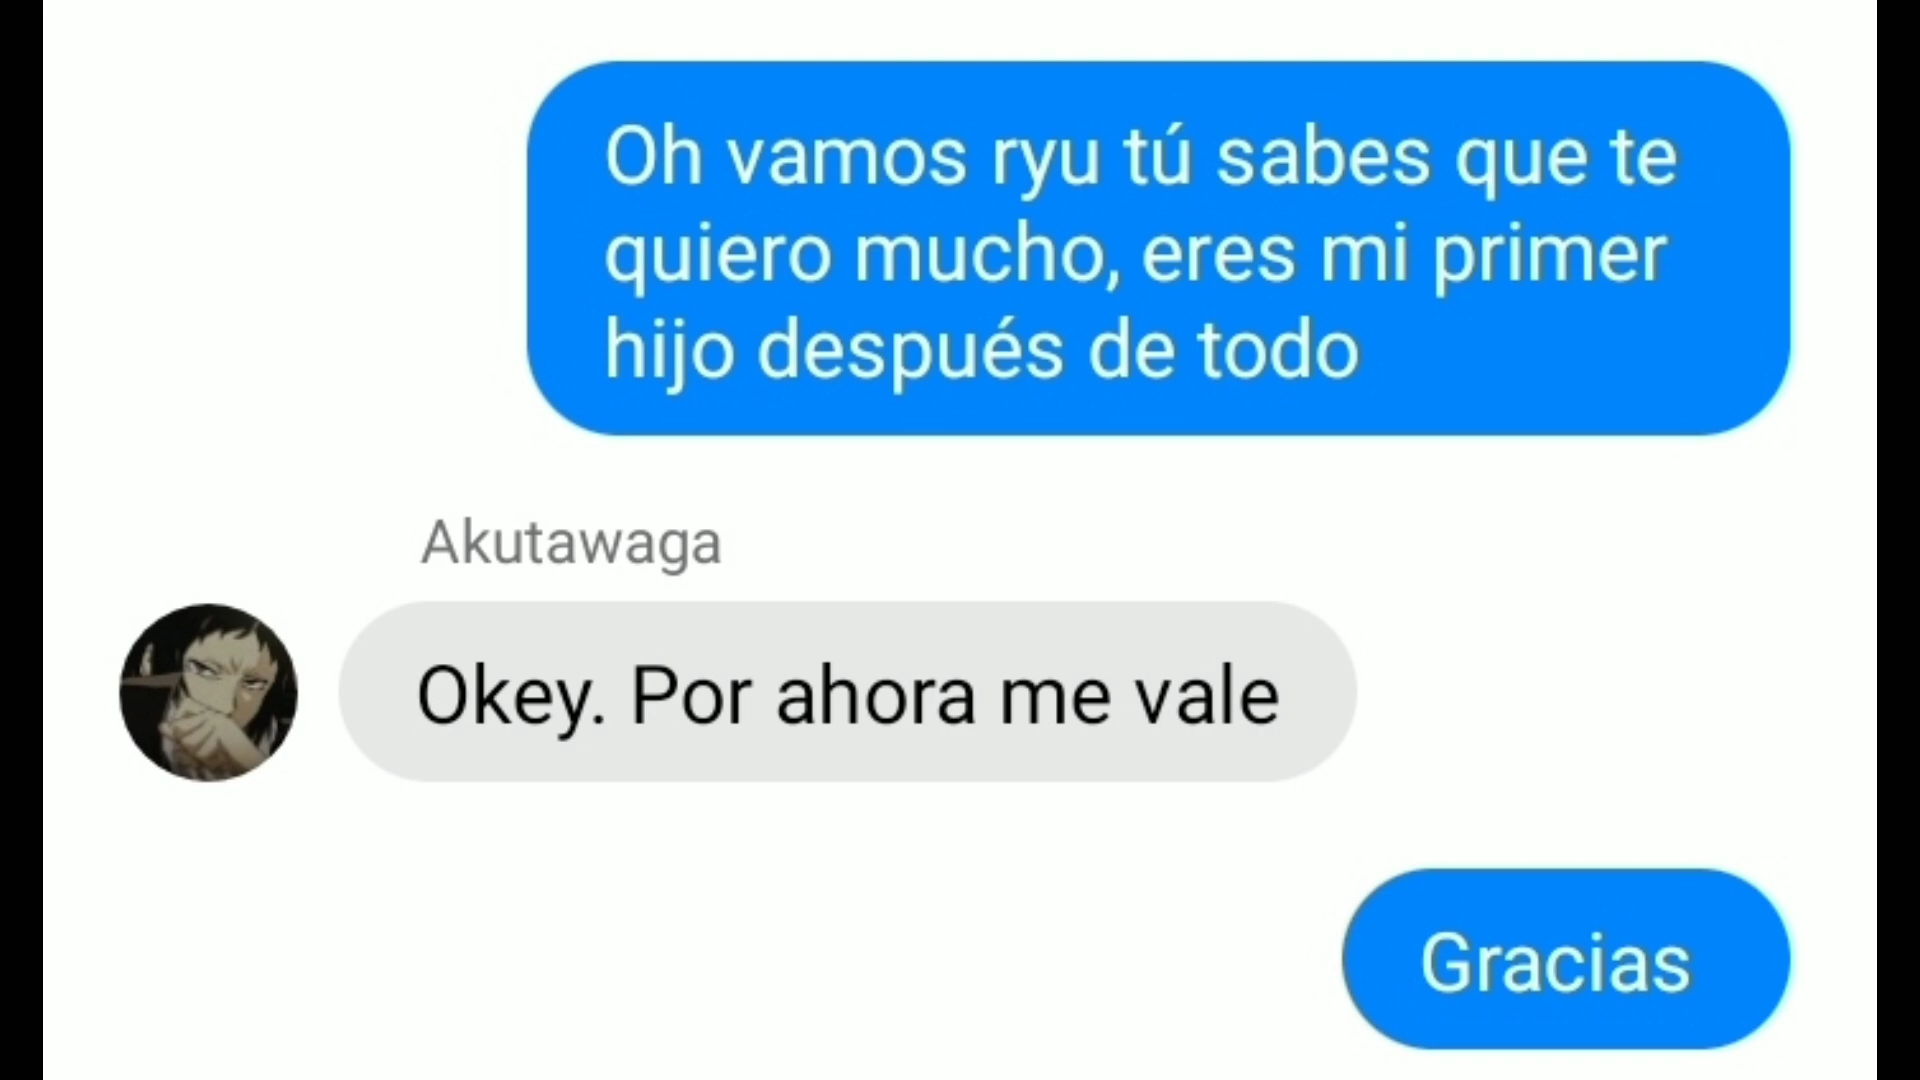 Oh vamos ryu tú sabes que te
quiero mucho, eres mi primer
hijo después de todo
Akutawaga
Okey. Por ahora me vale
Gracias